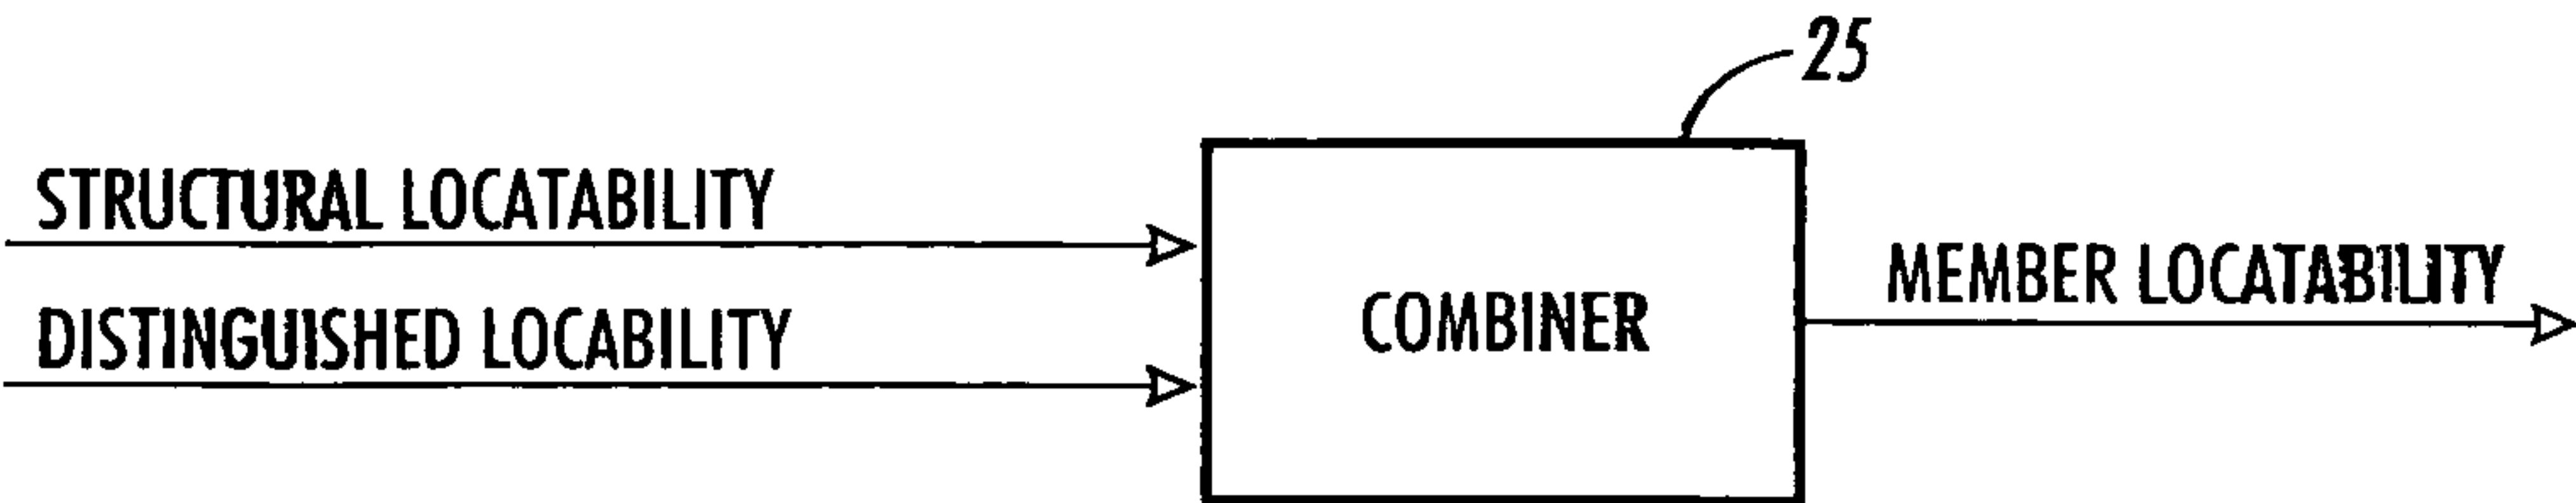 25
STRUCTURAL LOCATABILITY
DISTINGUISHED LOCABILITY
COMBINER
MEMBER LOCATABILITY